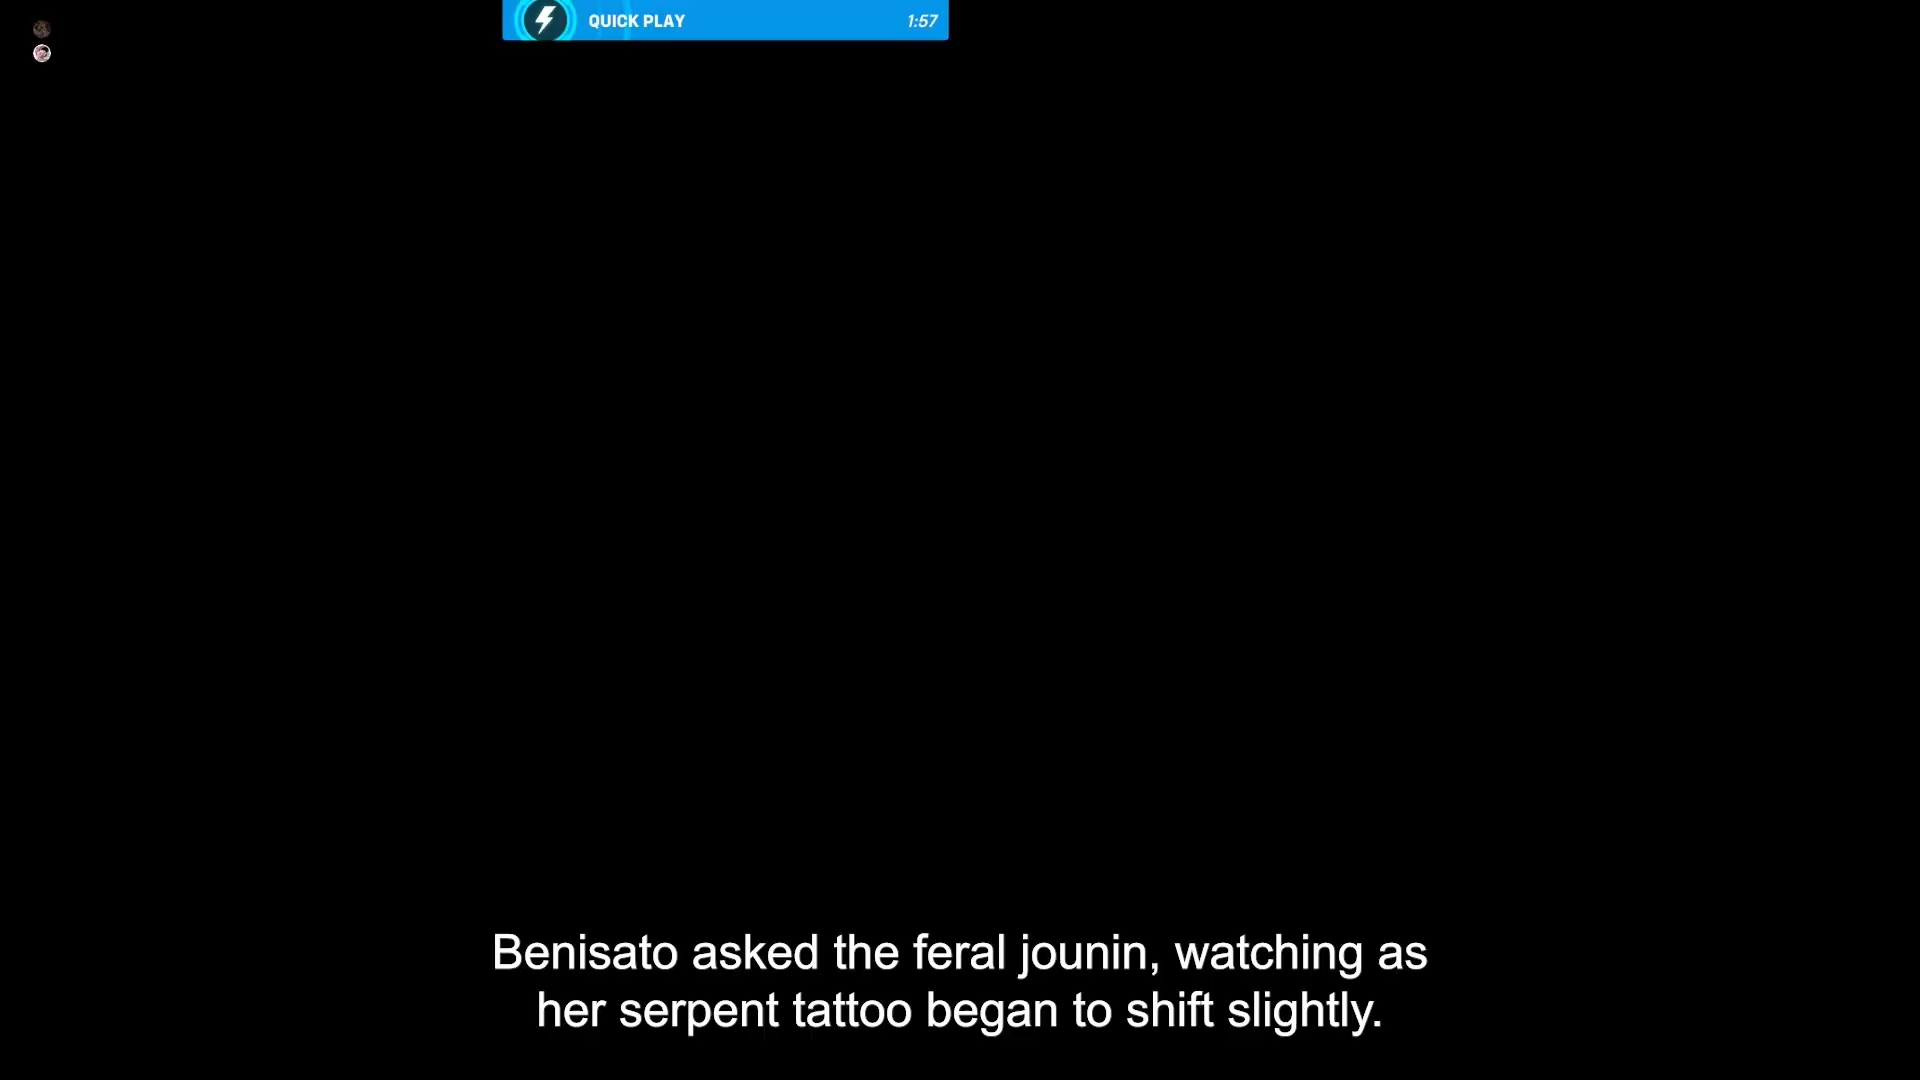 QUICK PLAY 1:57
Benisato asked the feral jounin, watching as
her serpent tattoo began to shift slightly.